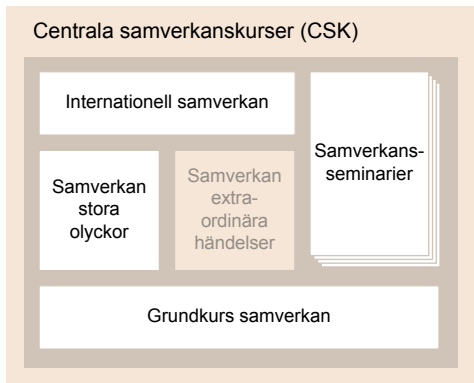 Centrala samverkanskurser (CSK)
Internationell samverkan
Samverkans-
seminarier
Samverkan
stora
olyckor
Samverkan
extra-
ordinära
händelser
Grundkurs samverkan